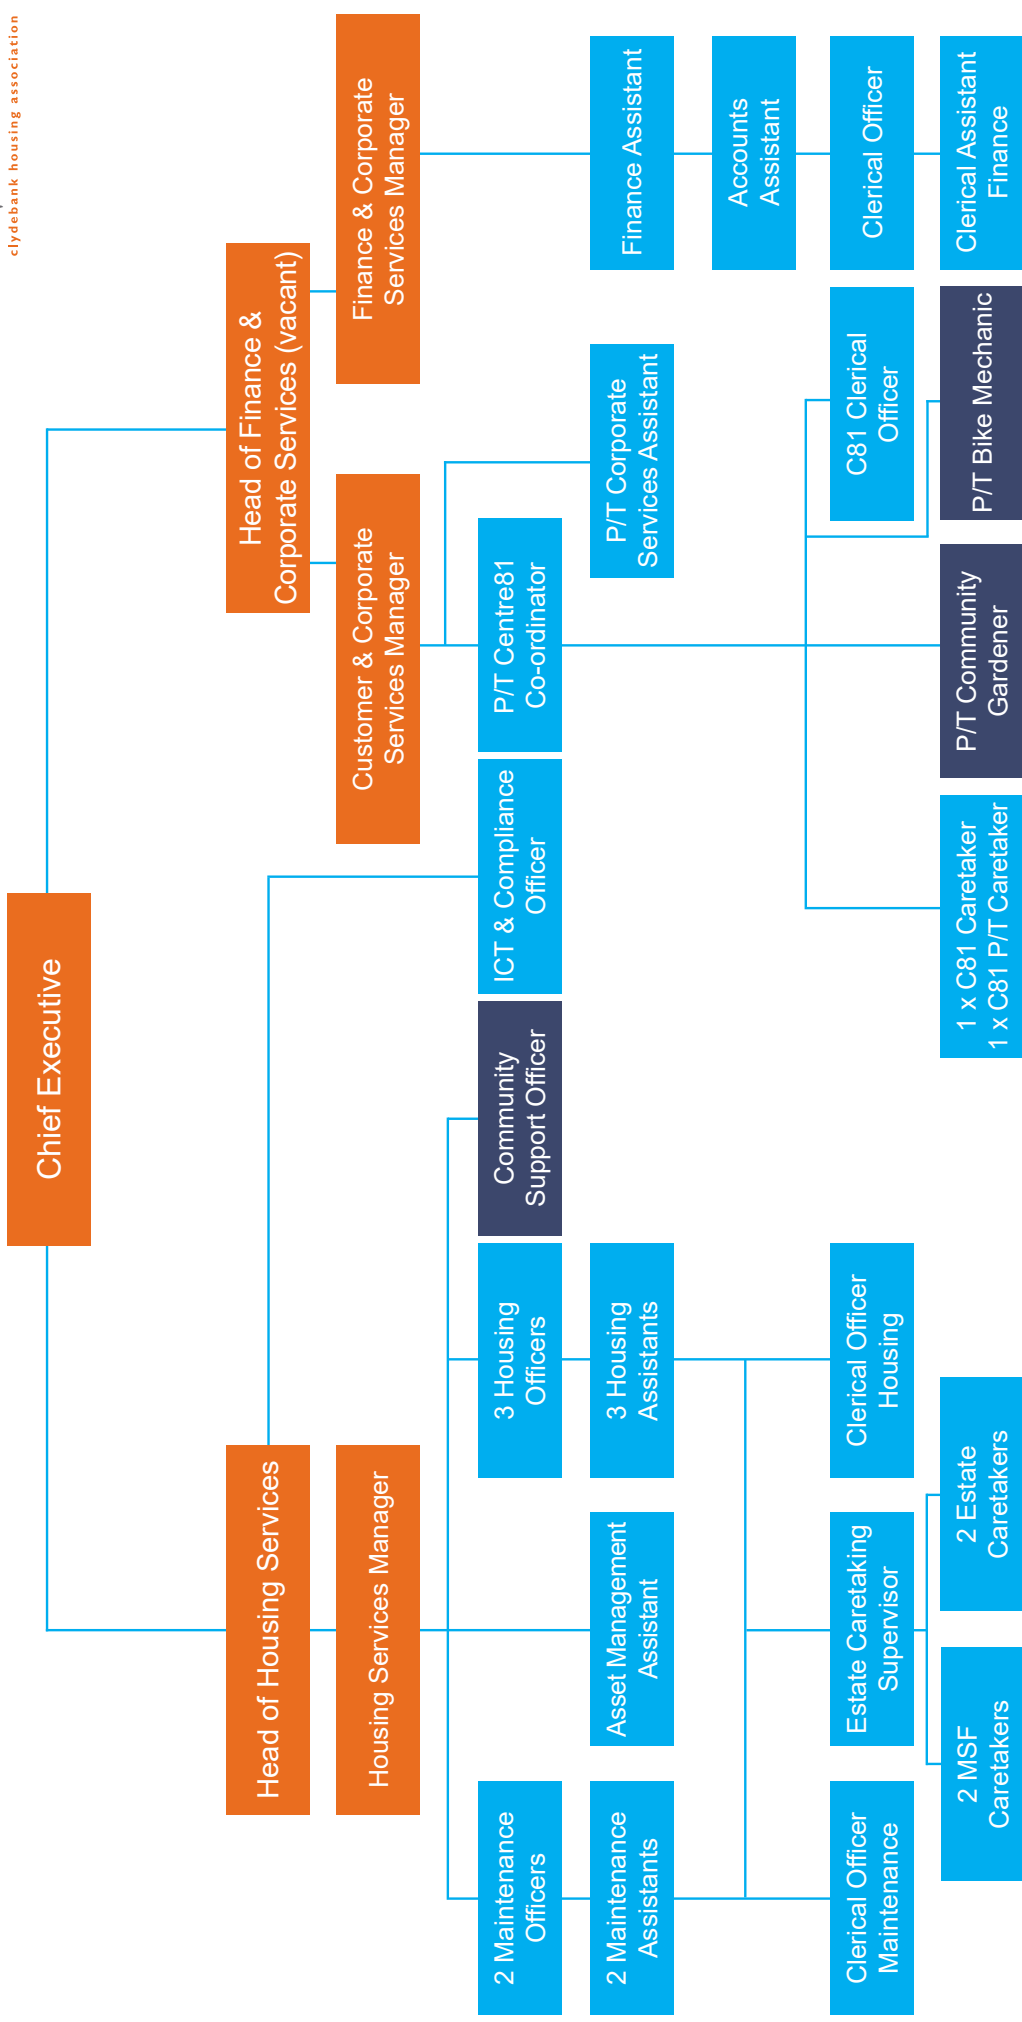 clydebank housing association
Chief Executive
Head of Housing Services
Head of Finance &
Corporate Services (vacant)
Housing Services Manager
Customer & Corporate
Services Manager
Finance & Corporate
Services Manager
2 Maintenance
Officers
3 Housing
Officers
Community
Support Officer
ICT & Compliance
Officer
P/T Centre81
Co-ordinator
2 Maintenance
Assistants
Asset Management
Assistant
3 Housing
Assistants
P/T Corporate
Services Assistant
Finance Assistant
Accounts
Assistant
Clerical Officer
Maintenance
Estate Caretaking
Supervisor
Clerical Officer
Housing
C81 Clerical
Officer
Clerical Officer
2 MSF
Caretakers
2 Estate
Caretakers
1 x C81 Caretaker
1 x C81 P/T Caretaker
P/T Community
Gardener
P/T Bike Mechanic
Clerical Assistant
Finance